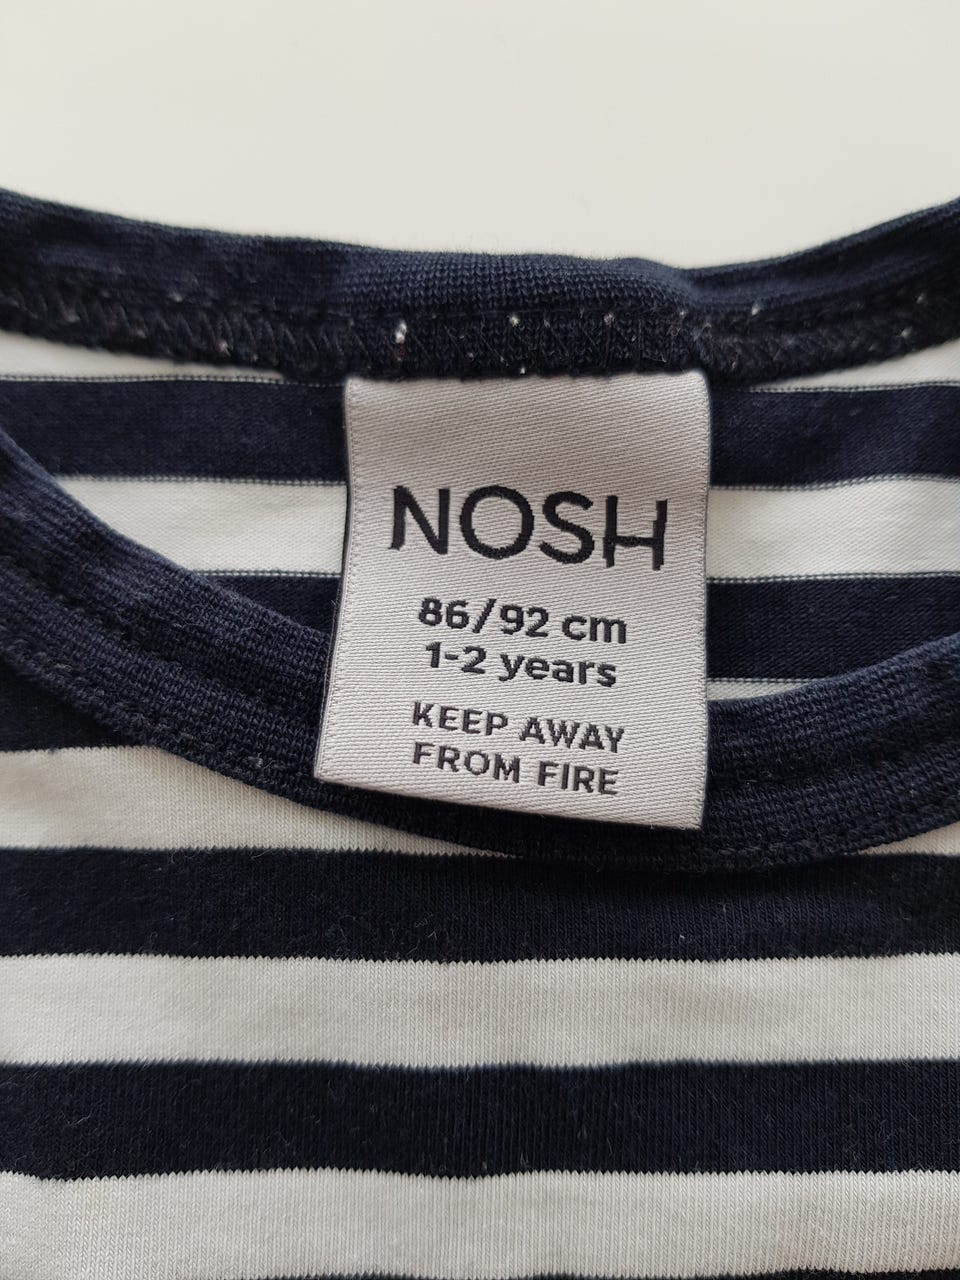 NOSH
86/92 cm
1-2 years
KEEP AWAY
FROM FIRE